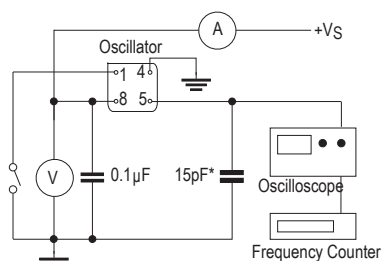 A
+VS
Oscillator
1 4
8 5
V
0.1µF
15pF*
Oscilloscope
Frequency Counter